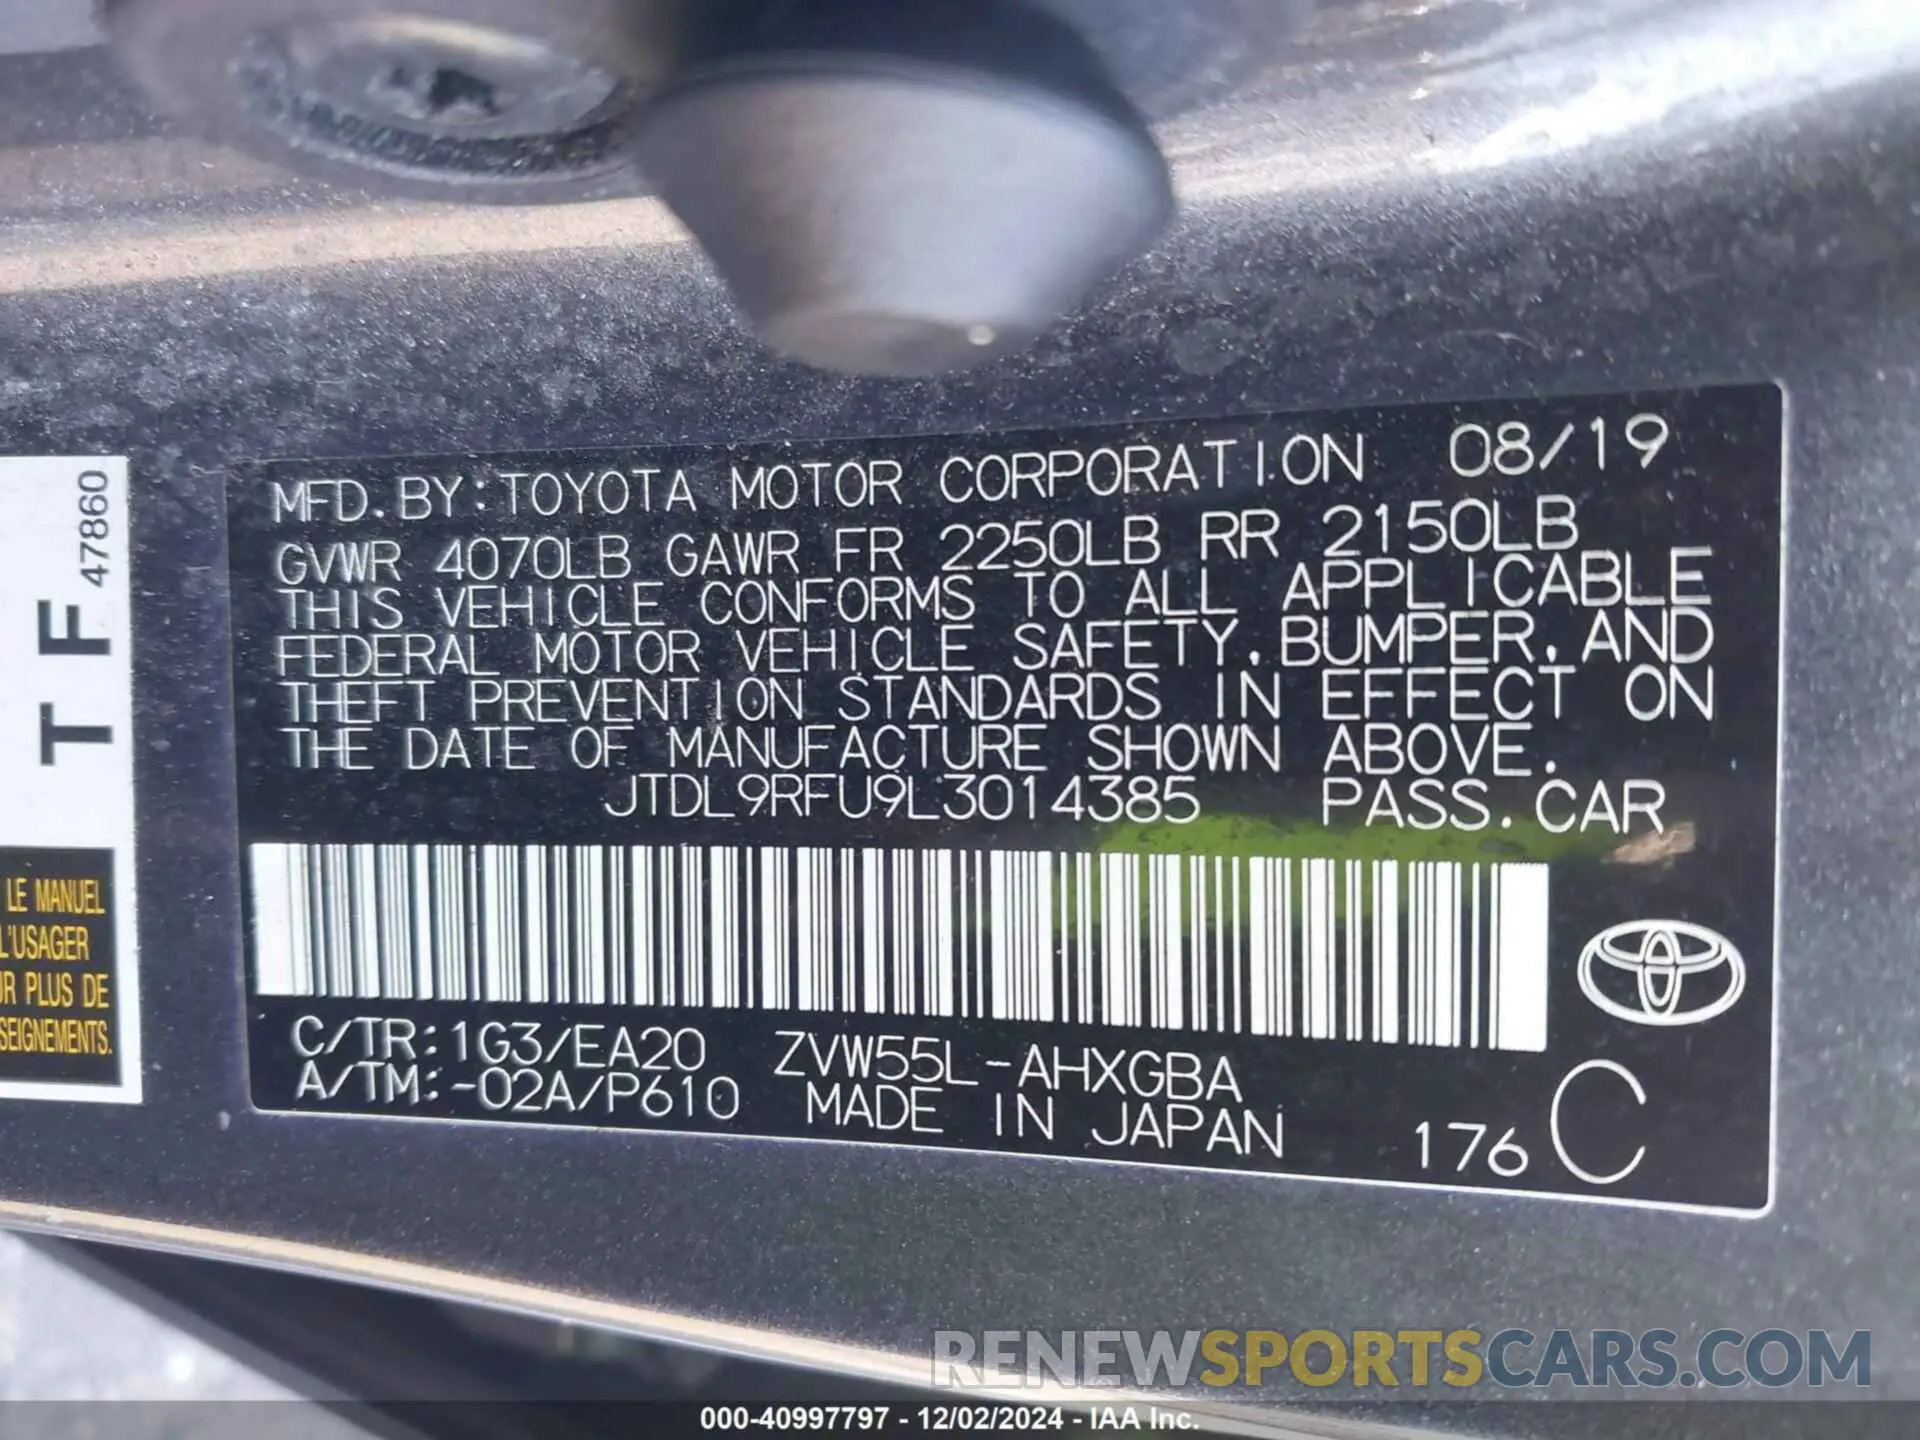 MFD. BY: TOYOTA MOTOR CORPORATION 08/19
GVWR 4070LB GAWR FR 2250LB RR 2150LB
THIS VEHICLE CONFORMS TO ALL APPLICABLE
FEDERAL MOTOR VEHICLE SAFETY, BUMPER, AND
THEFT PREVENTION STANDARDS IN EFFECT ON
THE DATE OF MANUFACTURE SHOWN ABOVE.
JTDL9RFU9L3014385 PASS. CAR
C/TR: 1G3/EA20 ZVW55L-AHXGBA
A/TM: -02A/P610 MADE IN JAPAN
176 C
T F 47860
LE MANUEL
L'USAGER
PLUS DE
RENEWSPORTSCARS.COM
000-40997797 - 12/02/2024 - IAA Inc.